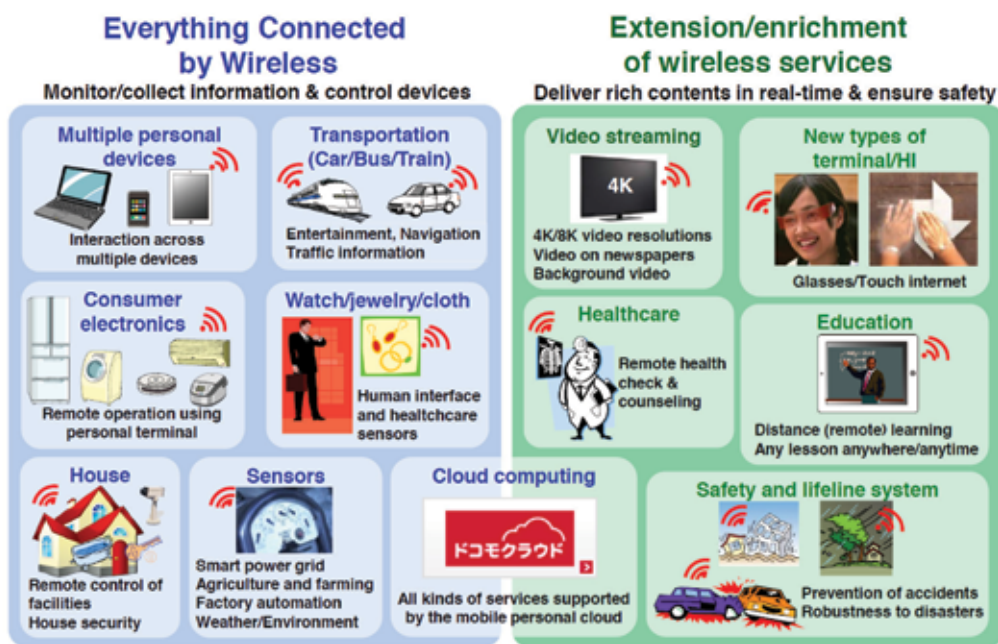 Everything Connected
by Wireless
Monitor/collect information & control devices
Multiple personal
devices
Interaction across
multiple devices
Transportation
(Car/Bus/Train)
Entertainment, Navigation
Traffic information
Consumer
electronics
Remote operation using
personal terminal
Watch/jewelry/cloth
Human interface
and healthcare
sensors
House
Remote control of
facilities
House security
Sensors
Smart power grid
Agriculture and farming
Factory automation
Weather/Environment
Cloud computing
ドコモクラウド
All kinds of services supported
by the mobile personal cloud
Extension/enrichment
of wireless services
Deliver rich contents in real-time & ensure safety
Video streaming
4K
4K/8K video resolutions
Video on newspapers
Background video
New types of
terminal/HI
Glasses/Touch internet
Healthcare
Remote health
check &
counseling
Education
Distance (remote) learning
Any lesson anywhere/anytime
Safety and lifeline system
Prevention of accidents
Robustness to disasters